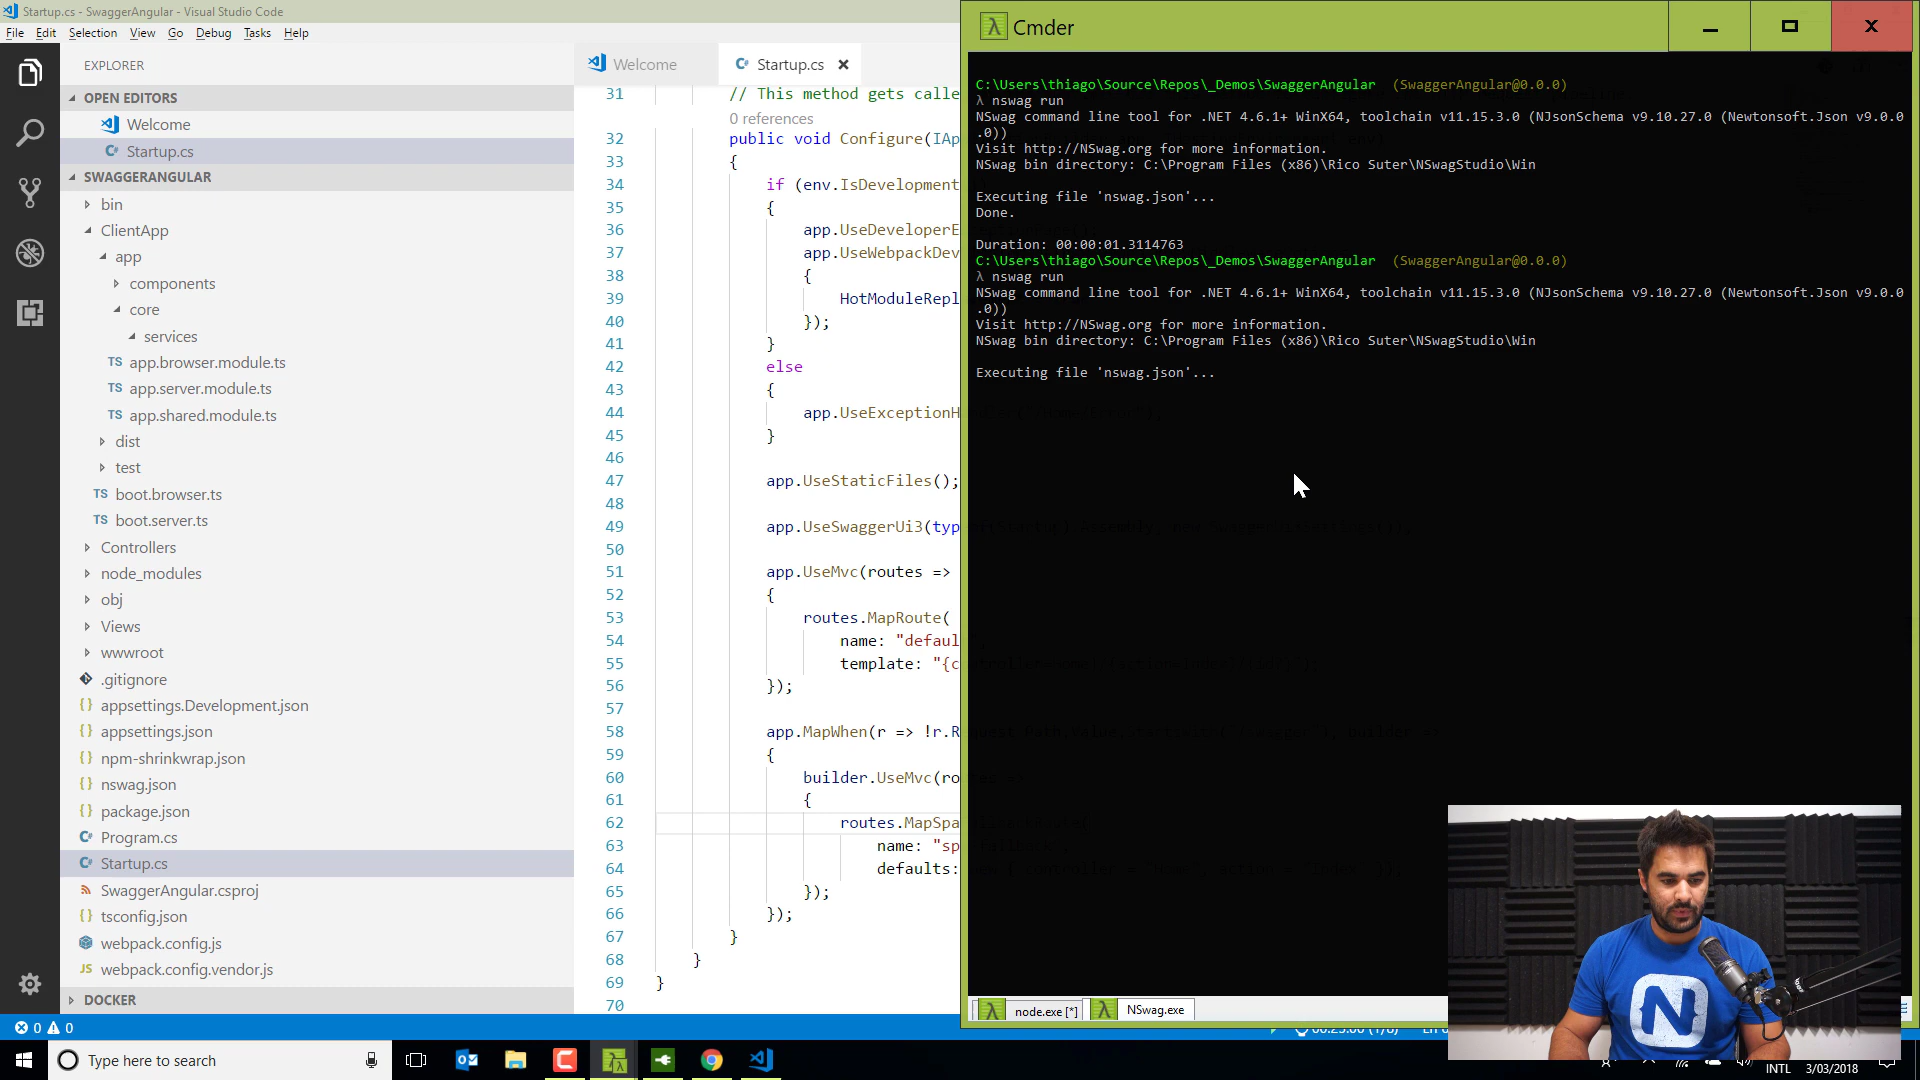 Startup.cs - SwaggerAngular - Visual Studio Code
File Edit Selection View Go Debug Tasks Help
EXPLORER
OPEN EDITORS
Welcome
Startup.cs
SWAGGERANGULAR
bin
ClientApp
app
components
core
services
app.browser.module.ts
app.server.module.ts
app.shared.module.ts
dist
test
boot.browser.ts
boot.server.ts
Controllers
node_modules
obj
Views
wwwroot
.gitignore
appsettings.Development.json
appsettings.json
npm-shrinkwrap.json
nswag.json
package.json
Program.cs
Startup.cs
SwaggerAngular.csproj
tsconfig.json
webpack.config.js
webpack.config.vendor.js
DOCKER
Welcome Startup.cs
31 // This method gets calle
0 references
32 public void Configure(IAp
33 {
34 if (env.IsDevelopment
35 {
36 app.UseDeveloperE
37 app.UseWebpackDev
38 {
39 HotModuleRepl
40 });
41 }
42 else
43 {
44 app.UseExceptionH
45 }
46
47 app.UseStaticFiles();
48
49 app.UseSwaggerUi3(typ
50
51 app.UseMvc(routes =>
52 {
53 routes.MapRoute(
54 name: "defaul
55 template: "{c
56 });
57
58 app.MapWhen(r => !r.R
59 {
60 builder.UseMvc(ro
61 {
62 routes.MapSpa
63 name: "sp
64 defaults:
65 });
66 });
67 }
68 }
69 }
70
Cmder
C:\Users\thiago\Source\Repos\_Demos\SwaggerAngular (SwaggerAngular@0.0.0)
λ nswag run
NSwag command line tool for .NET 4.6.1+ WinX64, toolchain v11.15.3.0 (NJsonSchema v9.10.27.0 (Newtonsoft.Json v9.0.0
.0))
Visit http://NSwag.org for more information.
NSwag bin directory: C:\Program Files (x86)\Rico Suter\NSwagStudio\Win
Executing file 'nswag.json'...
Done.
Duration: 00:00:01.3114763
C:\Users\thiago\Source\Repos\_Demos\SwaggerAngular (SwaggerAngular@0.0.0)
λ nswag run
NSwag command line tool for .NET 4.6.1+ WinX64, toolchain v11.15.3.0 (NJsonSchema v9.10.27.0 (Newtonsoft.Json v9.0.0
.0))
Visit http://NSwag.org for more information.
NSwag bin directory: C:\Program Files (x86)\Rico Suter\NSwagStudio\Win
Executing file 'nswag.json'...
λ node.exe [*] λ NSwag.exe
N
0 0
Type here to search
INTL 3/03/2018